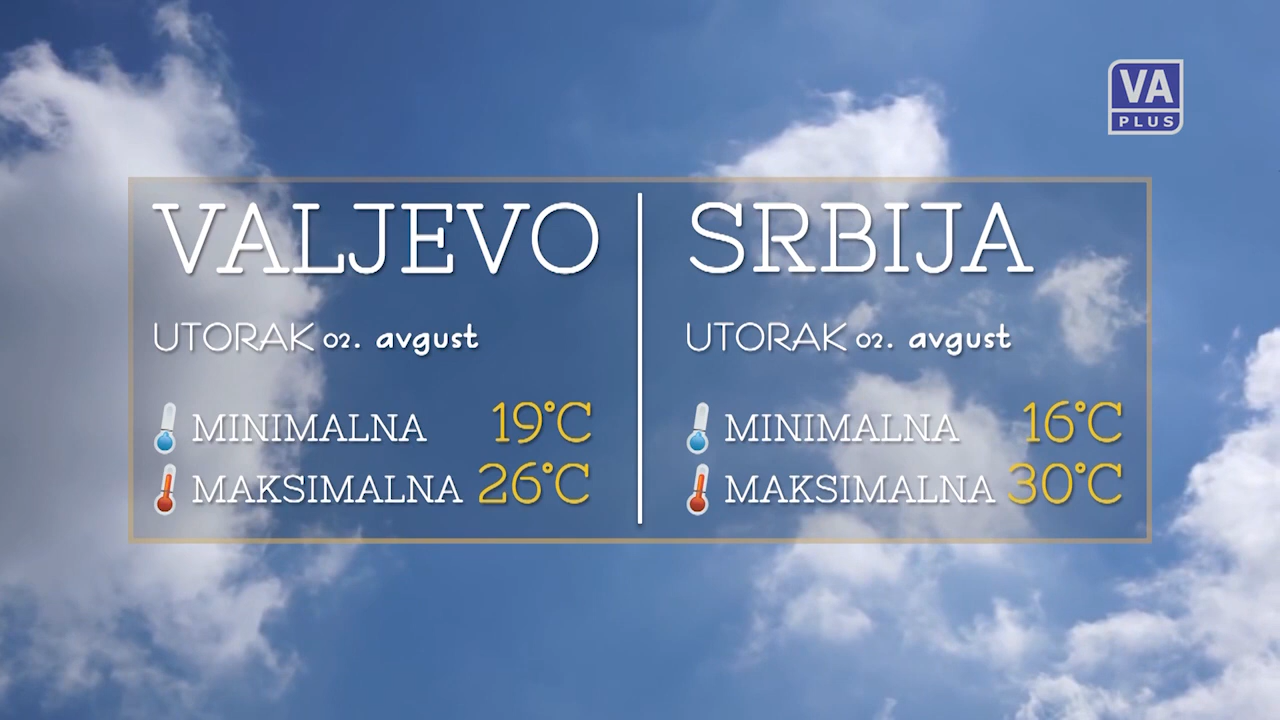 VA
PLUS
VALJEVO
UTORAK 02. avgust
MINIMALNA 19°C
MAKSIMALNA 26°C
SRBIJA
UTORAK 02. avgust
MINIMALNA 16°C
MAKSIMALNA 30°C